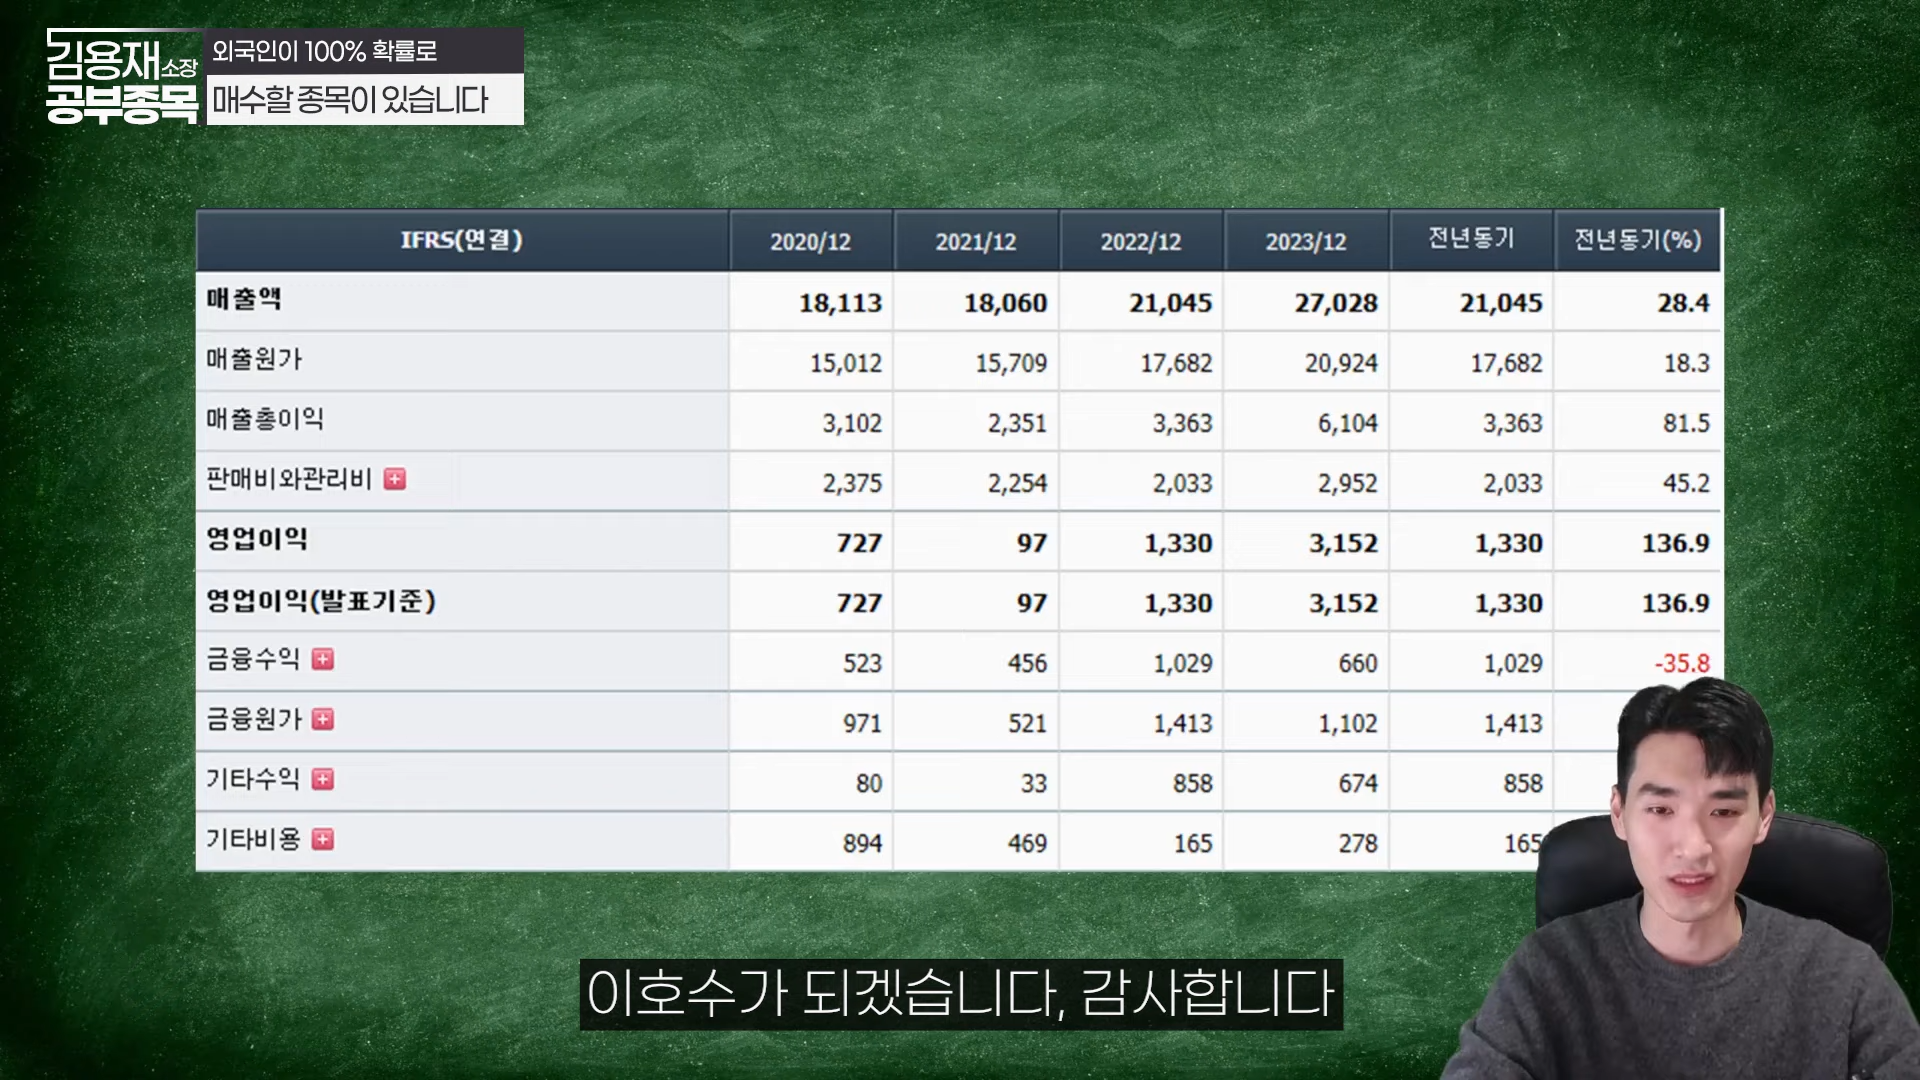 김용재소장
공부종목
외국인이 100% 확률로
매수할 종목이 있습니다
IFRS(연결) 2020/12 2021/12 2022/12 2023/12 전년동기 전년동기(%)
매출액 18,113 18,060 21,045 27,028 21,045 28.4
매출원가 15,012 15,709 17,682 20,924 17,682 18.3
매출총이익 3,102 2,351 3,363 6,104 3,363 81.5
판매비와관리비 2,375 2,254 2,033 2,952 2,033 45.2
영업이익 727 97 1,330 3,152 1,330 136.9
영업이익(발표기준) 727 97 1,330 3,152 1,330 136.9
금융수익 523 456 1,029 660 1,029 -35.8
금융원가 971 521 1,413 1,102 1,413
기타수익 80 33 858 674 858
기타비용 894 469 165 278 165
이호수가 되겠습니다, 감사합니다